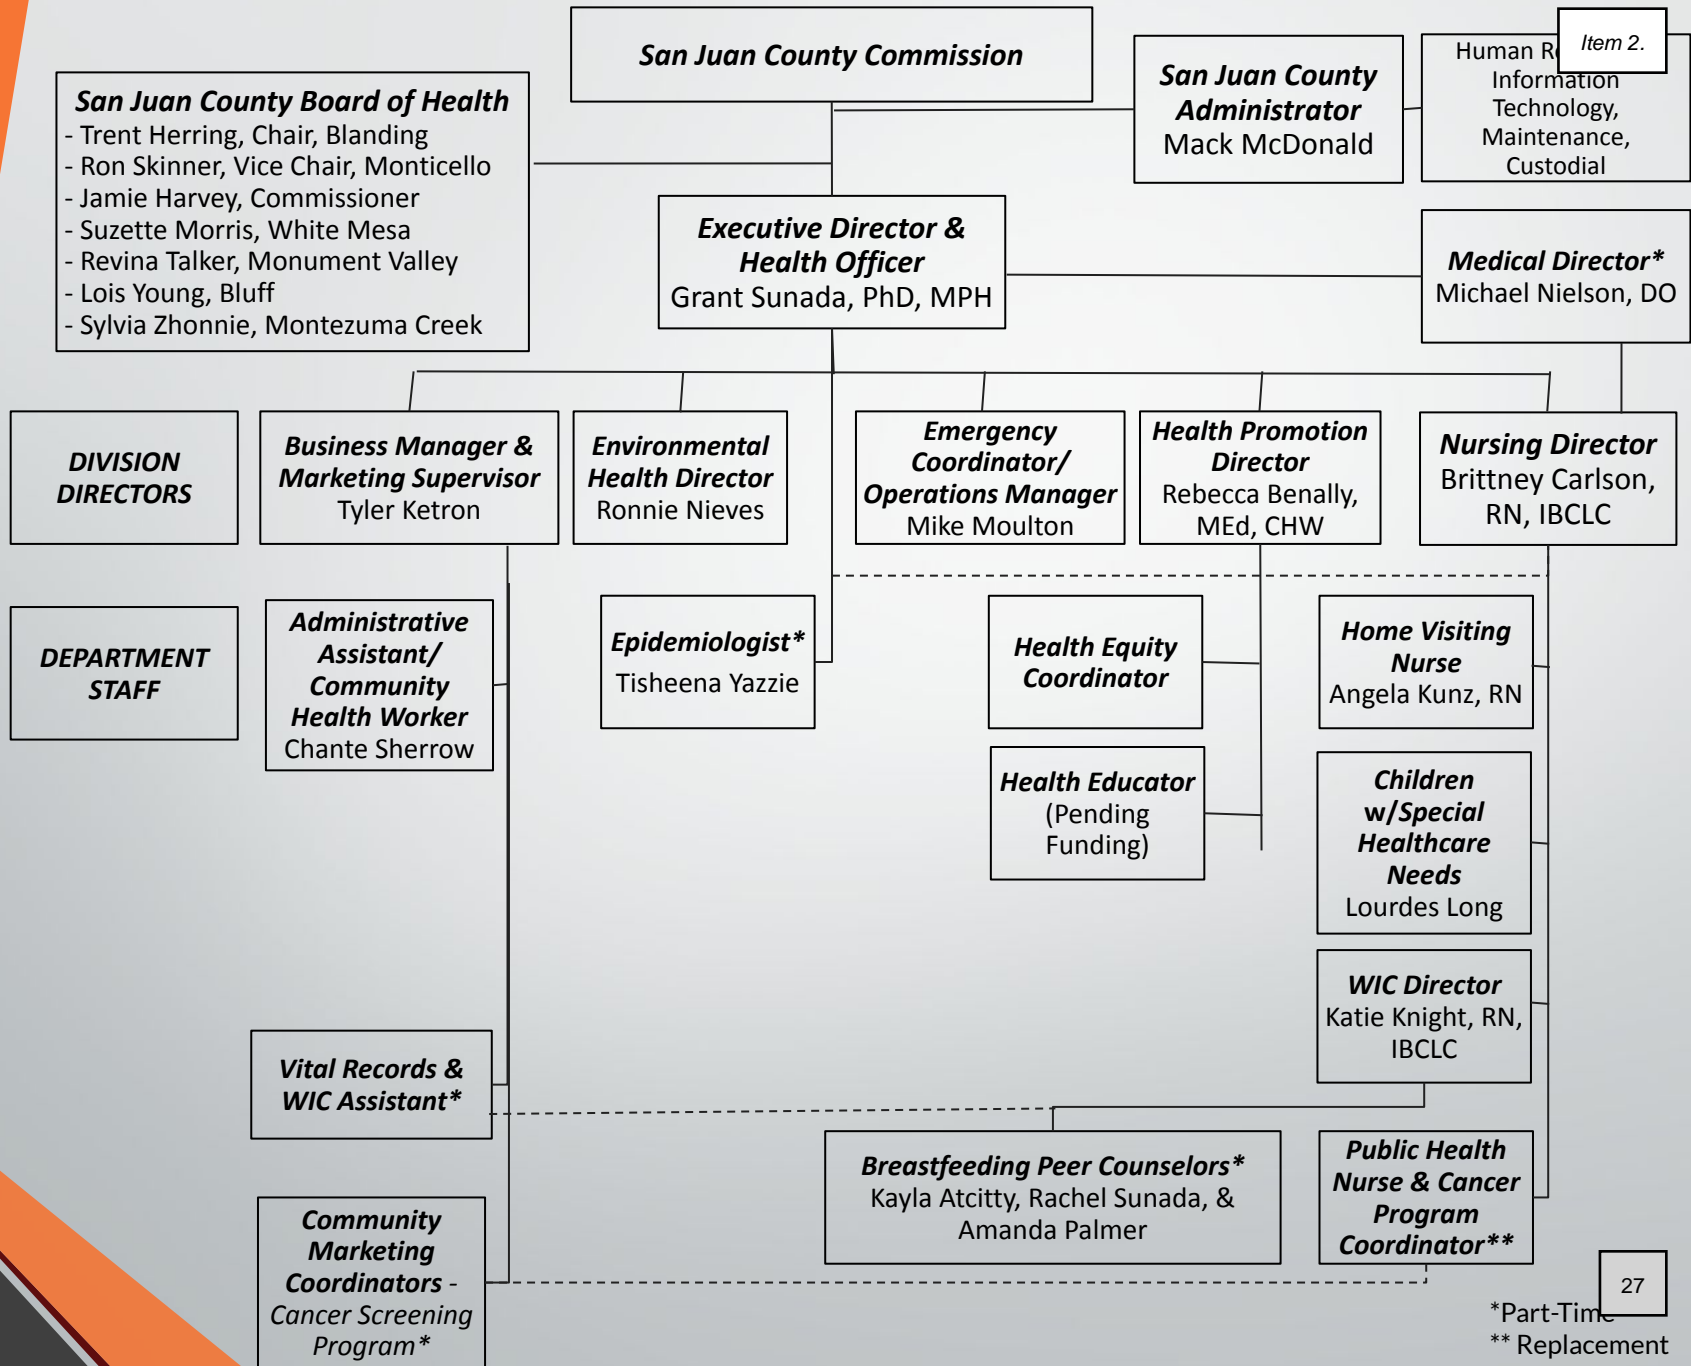 San Juan County Commission
Item 2.
San Juan County
Administrator
Mack McDonald
Human R
Information
Technology,
Maintenance,
Custodial
San Juan County Board of Health
- Trent Herring, Chair, Blanding
- Ron Skinner, Vice Chair, Monticello
- Jamie Harvey, Commissioner
- Suzette Morris, White Mesa
- Revina Talker, Monument Valley
- Lois Young, Bluff
- Sylvia Zhonnie, Montezuma Creek
Executive Director &
Health Officer
Grant Sunada, PhD, MPH
Medical Director*
Michael Nielson, DO
DIVISION
DIRECTORS
Business Manager &
Marketing Supervisor
Tyler Ketron
Environmental
Health Director
Ronnie Nieves
Emergency
Coordinator/
Operations Manager
Mike Moulton
Health Promotion
Director
Rebecca Benally,
MEd, CHW
Nursing Director
Brittney Carlson,
RN, IBCLC
DEPARTMENT
STAFF
Administrative
Assistant/
Community
Health Worker
Chante Sherrow
Epidemiologist*
Tisheena Yazzie
Health Equity
Coordinator
Home Visiting
Nurse
Angela Kunz, RN
Health Educator
(Pending
Funding)
Children
w/Special
Healthcare
Needs
Lourdes Long
WIC Director
Katie Knight, RN,
IBCLC
Vital Records &
WIC Assistant*
Breastfeeding Peer Counselors*
Kayla Atcitty, Rachel Sunada, &
Amanda Palmer
Public Health
Nurse & Cancer
Program
Coordinator**
Community
Marketing
Coordinators -
Cancer Screening
Program*
27
*Part-Time
** Replacement